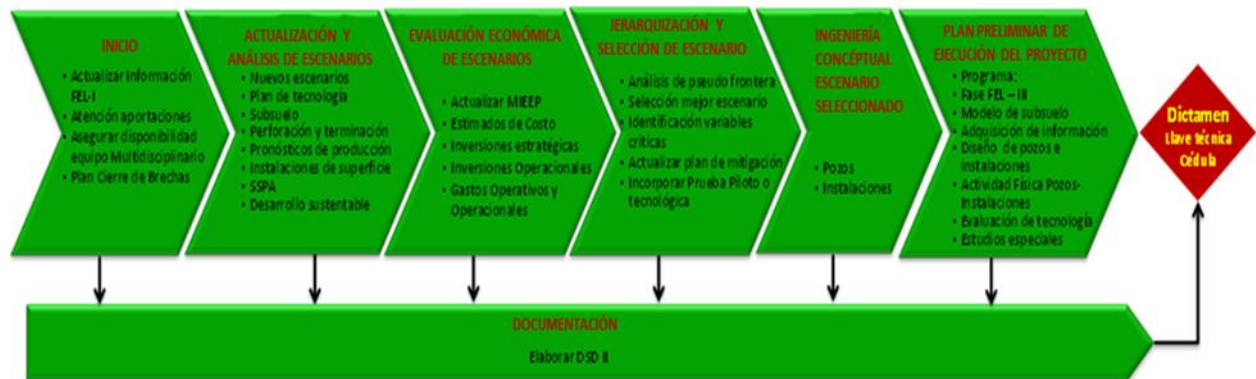 INICIO
• Actualizar Información
FEL-I
• Atención aportaciones
• Asegurar disponibilidad
equipo Multidisciplinario
• Plan Cierre de Brechas
ACTUALIZACIÓN Y
ANÁLISIS DE ESCENARIOS
• Nuevos escenarios
• Plan de tecnología
• Subsuelo
• Perforación y terminación
• Pronósticos de producción
• Instalaciones de superficie
• SSPA
• Desarrollo sustentable
EVALUACIÓN ECONÓMICA
DE ESCENARIOS
• Actualizar MIEEP
• Estimados de Costo
• Inversiones estratégicas
• Inversiones Operacionales
• Gastos Operativos y
Operacionales
JERARQUIZACIÓN Y
SELECCIÓN DE ESCENARIO
• Análisis de pseudo frontera
• Selección mejor escenario
• Identificación variables
críticas
• Actualizar plan de mitigación
• Incorporar Prueba Piloto o
tecnológica
INGENIERÍA
CONCÉPTUAL
ESCENARIO
SELECCIONADO
• Pozos
• Instalaciones
PLAN PRELIMINAR DE
EJECUCIÓN DEL PROYECTO
• Programa:
• Fase FEL – III
• Modelo de subsuelo
• Adquisición de información
• Diseño de pozos e
instalaciones
• Actividad Física Pozos-
Instalaciones
• Evaluación de tecnología
• Estudios especiales
Dictamen
Llave técnica
Cédula
DOCUMENTACIÓN
Elaborar DSD II